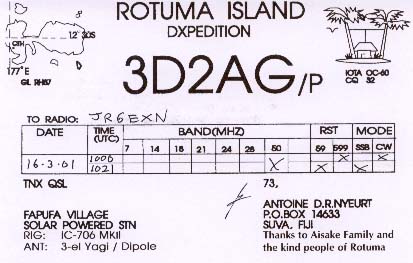 ROTUMA ISLAND
DXPEDITION
3D2AG/P
QTH
12° 30S
177° E
GL RH87
IOTA OC-60
CQ 32
TO RADIO: JR6EXN
DATE TIME (UTC) BAND(MHZ) RST MODE
7 14 18 21 24 28 50 59 599 SSB CW
16-3-01 1006 X X
1021 X X X
TNX QSL 73,
FAPUFA VILLAGE
SOLAR POWERED STN
RIG: IC-706 MKII
ANT: 3-el Yagi / Dipole
ANTOINE D.R.NYEURT
P.O.BOX 14633
SUVA, FIJI
Thanks to Aisake Family and
the kind people of Rotuma